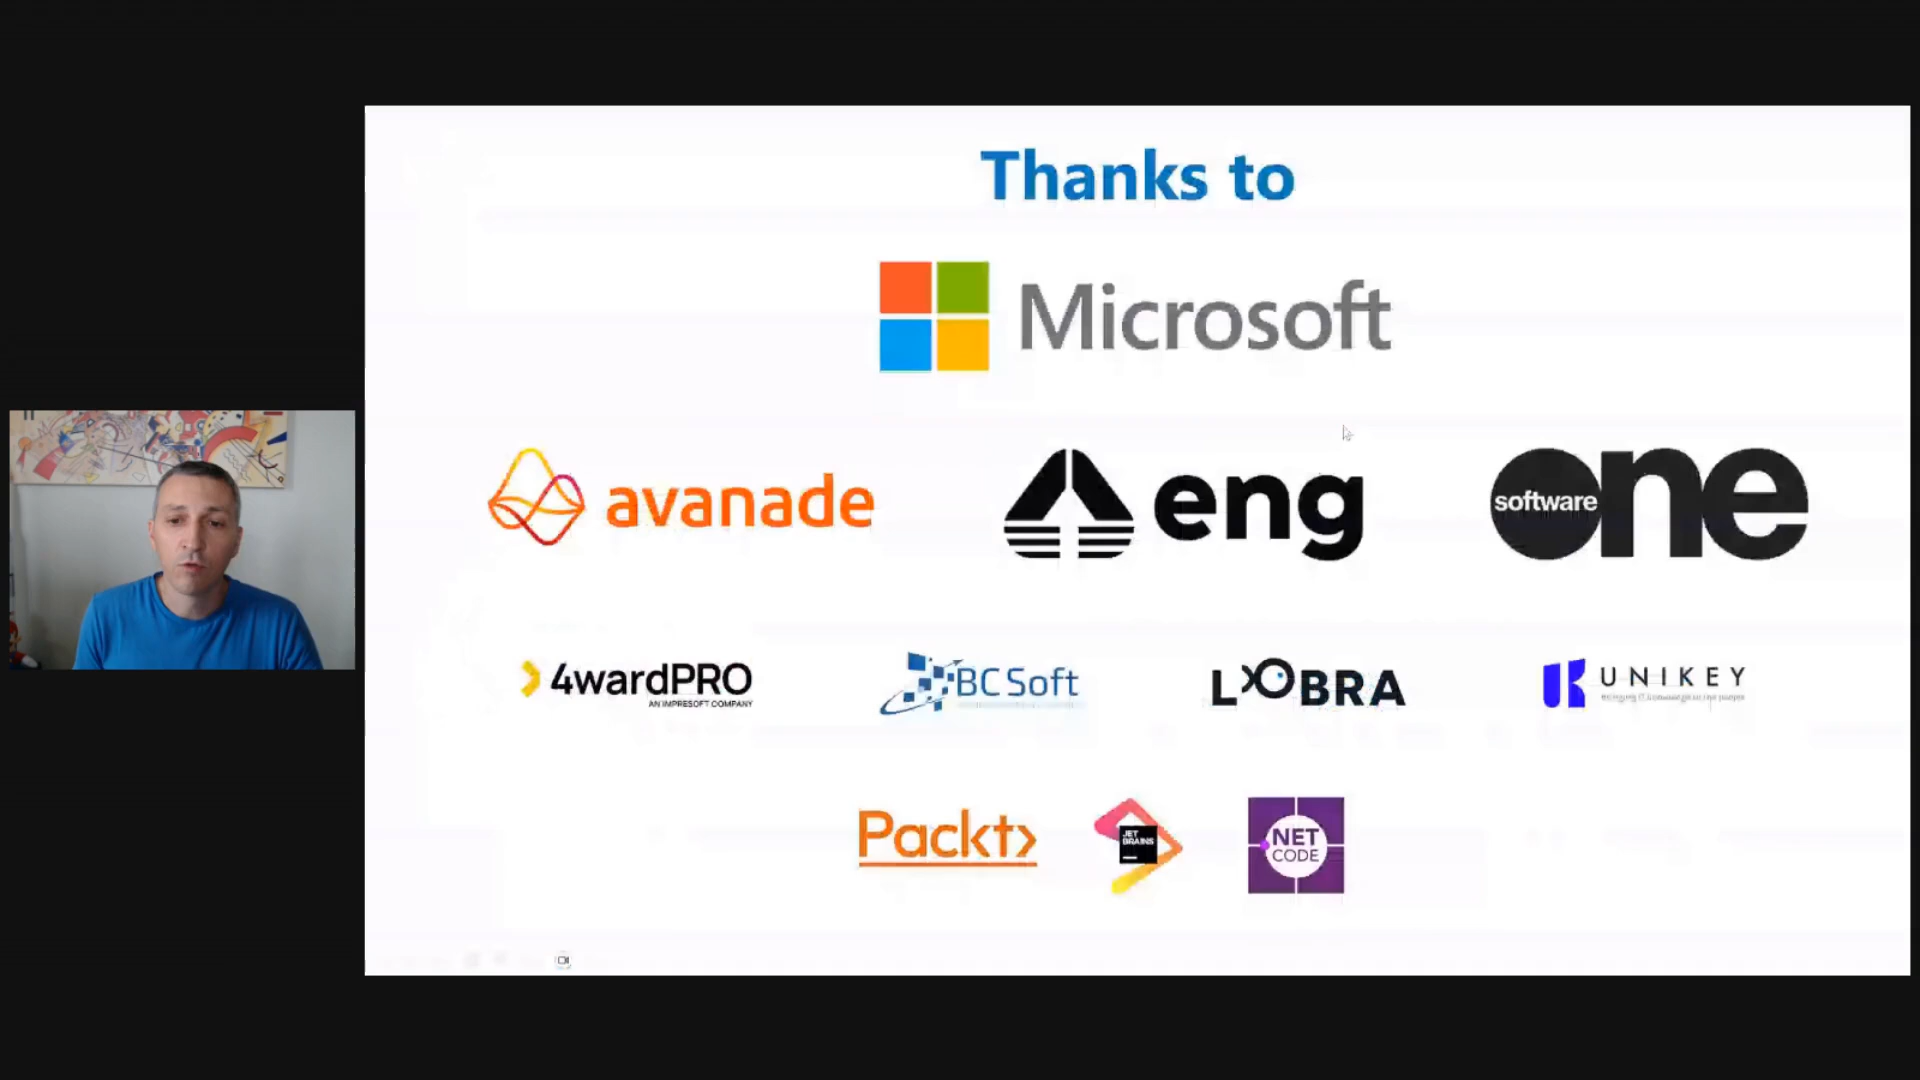 Thanks to
Microsoft
avanade
eng
software
one
4wardPRO
AN IMPRESOFT COMPANY
BC Soft
LOBRA
UNIKEY
Packt>
JET
BRAINS
NET
CODE